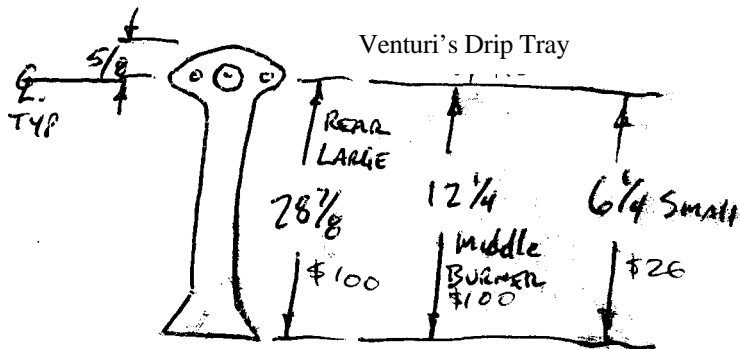 Venturi's Drip Tray
5/8
C
L.
TYP
REAR
LARGE
28 7/8
$100
12 1/4
Middle
BURNER
$100
6 1/4 SMALL
$26